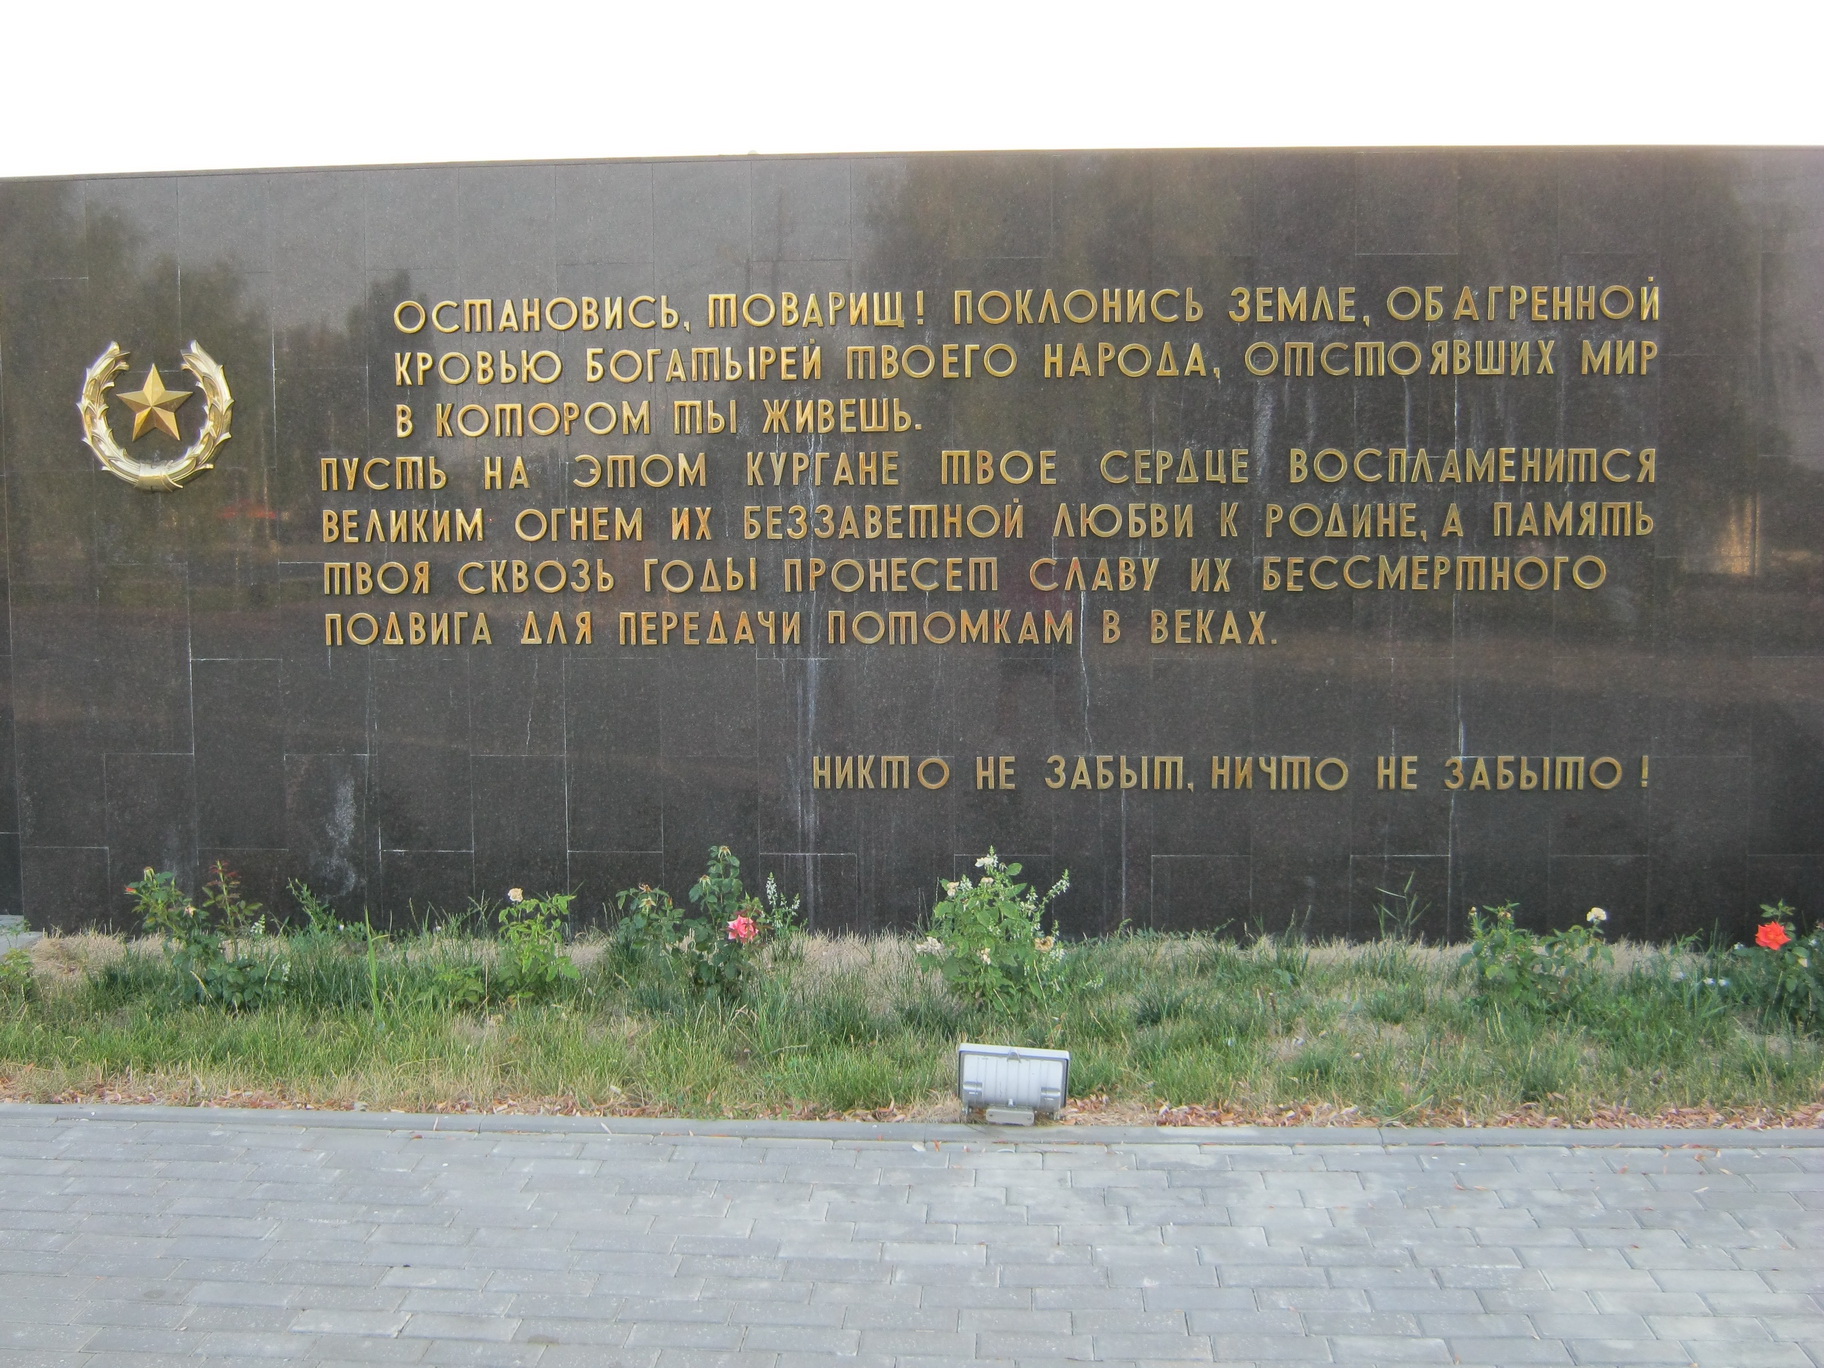 ОСТАНОВИСЬ, ТОВАРИЩ! ПОКЛОНИСЬ ЗЕМЛЕ, ОБАГРЕННОЙ
КРОВЬЮ БОГАТЫРЕЙ ТВОЕГО НАРОДА, ОТСТОЯВШИХ МИР
В КОТОРОМ ТЫ ЖИВЕШЬ.
ПУСТЬ НА ЭТОМ КУРГАНЕ ТВОЕ СЕРДЦЕ ВОСПЛАМЕНИТСЯ
ВЕЛИКИМ ОГНЕМ ИХ БЕЗЗАВЕТНОЙ ЛЮБВИ К РОДИНЕ, А ПАМЯТЬ
ТВОЯ СКВОЗЬ ГОДЫ ПРОНЕСЕТ СЛАВУ ИХ БЕССМЕРТНОГО
ПОДВИГА ДЛЯ ПЕРЕДАЧИ ПОТОМКАМ В ВЕКАХ.
НИКТО НЕ ЗАБЫТ, НИЧТО НЕ ЗАБЫТО!